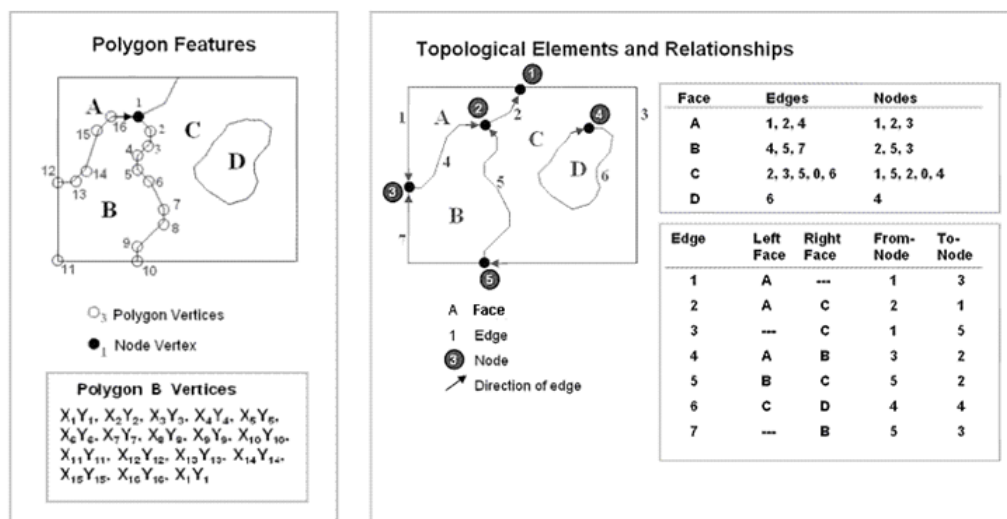 Polygon Features
A
1
16
2
15
C
3
4
D
12
14
5
6
13
B
7
8
9
11
10
3 Polygon Vertices
1 Node Vertex
Polygon B Vertices
X1Y1, X2Y2, X3Y3, X4Y4, X5Y5,
X6Y6, X7Y7, X8Y8, X9Y9, X10Y10,
X11Y11, X12Y12, X13Y13, X14Y14,
X15Y15, X16Y16, X1Y1
Topological Elements and Relationships
1
1
A
2
2
C
4
3
4
5
D
6
3
B
7
5
A Face
1 Edge
3 Node
Direction of edge
Face Edges Nodes
A 1, 2, 4 1, 2, 3
B 4, 5, 7 2, 5, 3
C 2, 3, 5, 0, 6 1, 5, 2, 0, 4
D 6 4
Edge Left Face Right Face From-Node To-Node
1 A --- 1 3
2 A C 2 1
3 --- C 1 5
4 A B 3 2
5 B C 5 2
6 C D 4 4
7 --- B 5 3